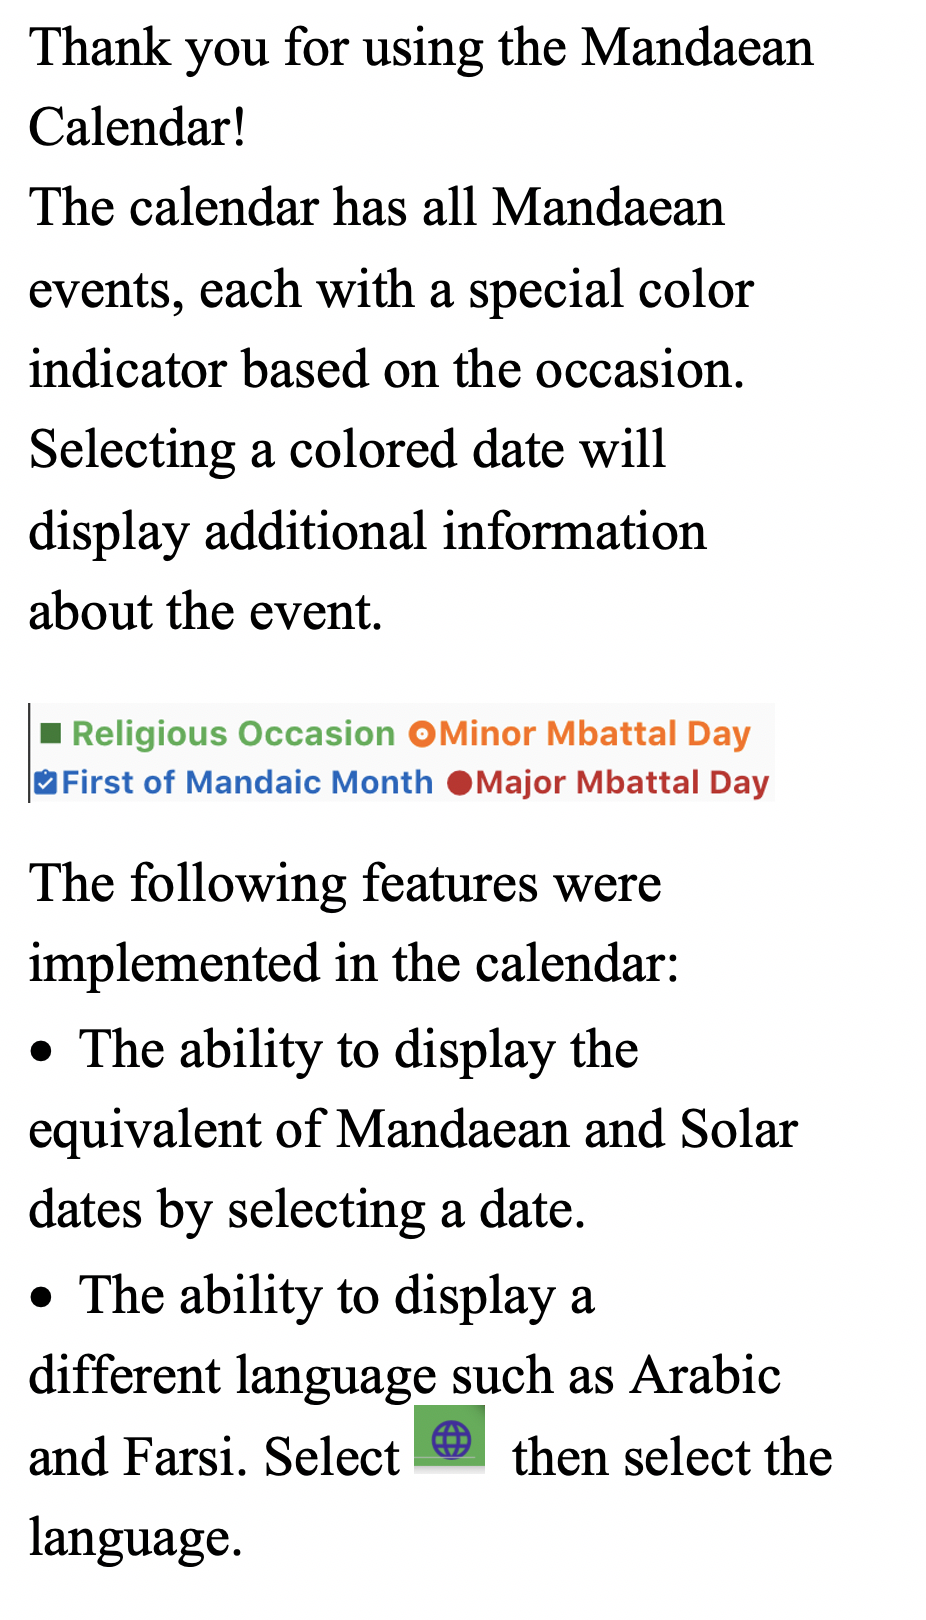 Thank you for using the Mandaean
Calendar!
The calendar has all Mandaean
events, each with a special color
indicator based on the occasion.
Selecting a colored date will
display additional information
about the event.
Religious Occasion Minor Mbattal Day
First of Mandaic Month Major Mbattal Day
The following features were
implemented in the calendar:
• The ability to display the
equivalent of Mandaean and Solar
dates by selecting a date.
• The ability to display a
different language such as Arabic
and Farsi. Select then select the
language.